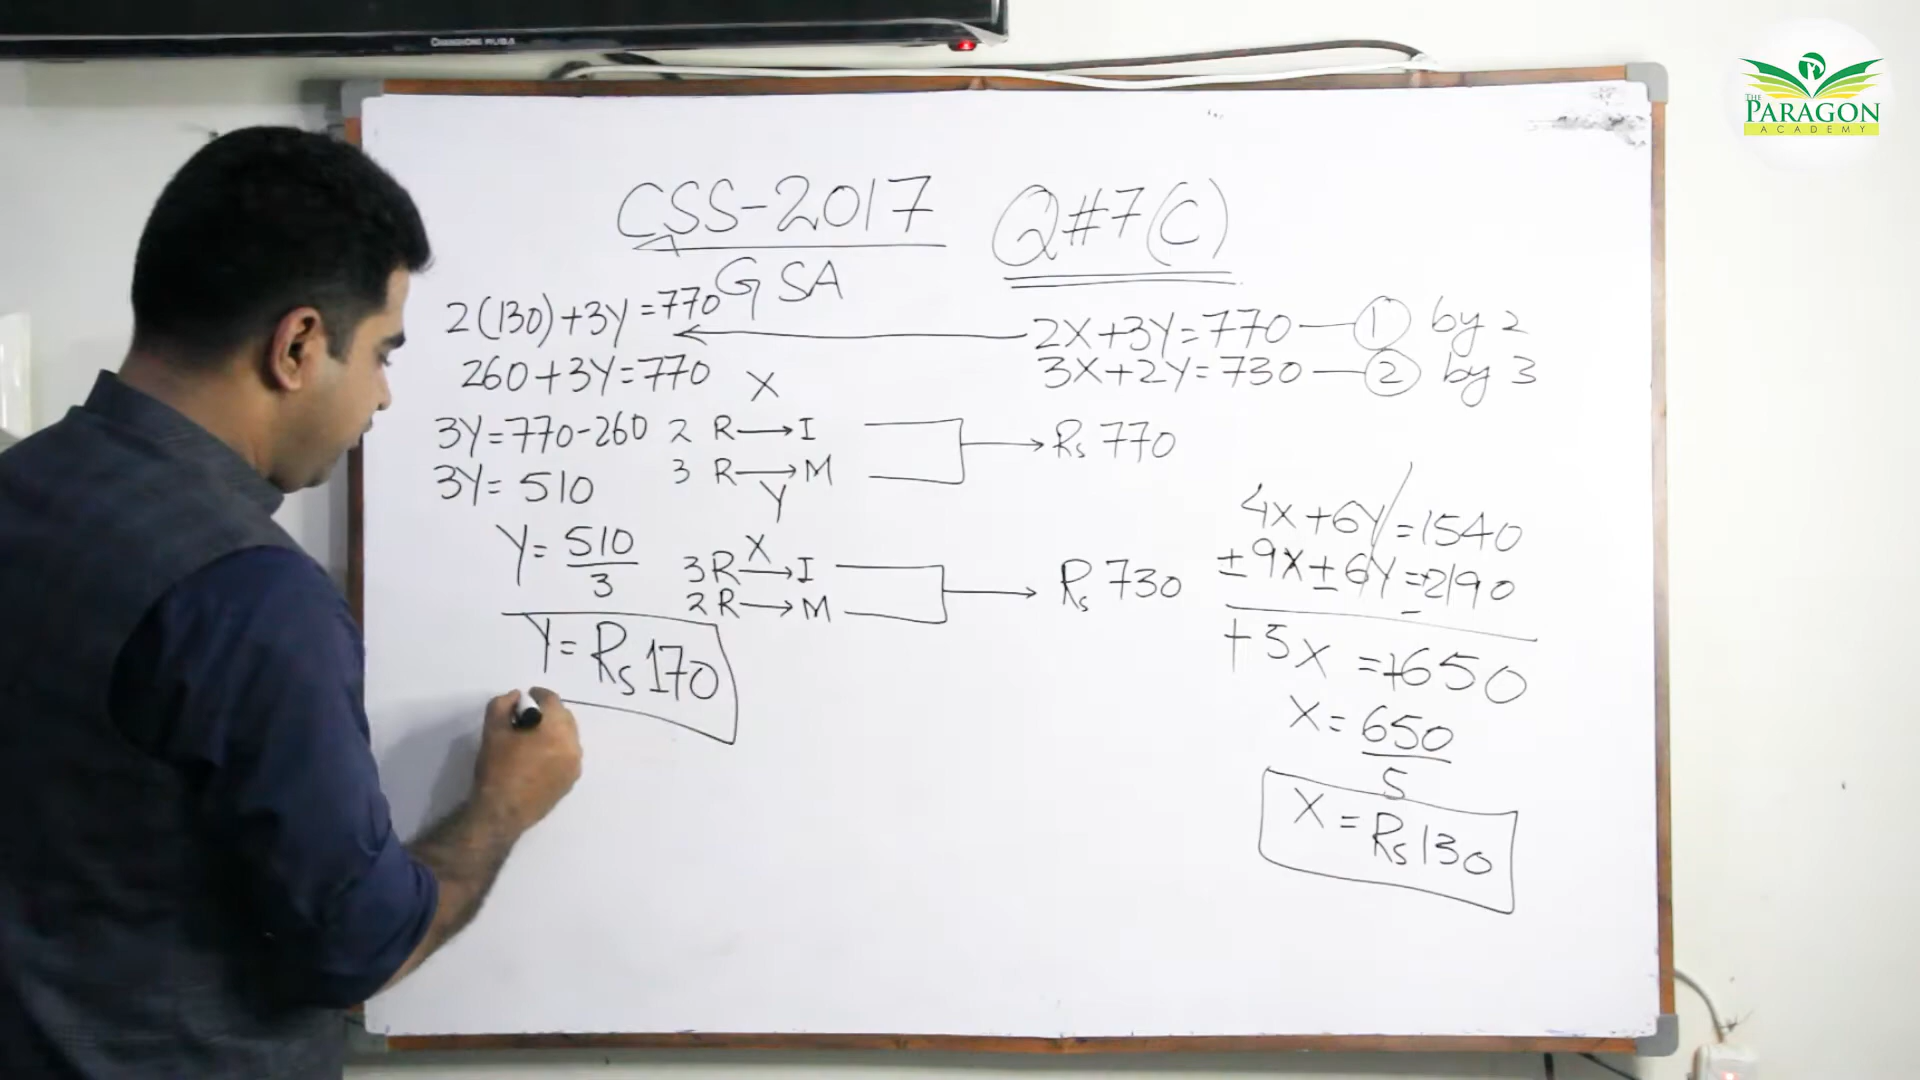 THE
PARAGON
ACADEMY
CSS-2017 Q#7(C)
GSA
2(130)+3Y=770
260+3Y=770
3Y=770-260
3Y= 510
Y= 510/3
Y= Rs 170
2X+3Y=770 — 1 by 2
3X+2Y=730 — 2 by 3
X
2 R→I
3 R→M
Y
→ Rs 770
X
3R→I
2R→M
→ Rs 730
4X+6Y=1540
±9X±6Y=±2190
+5X=+650
X= 650/5
X= Rs 130